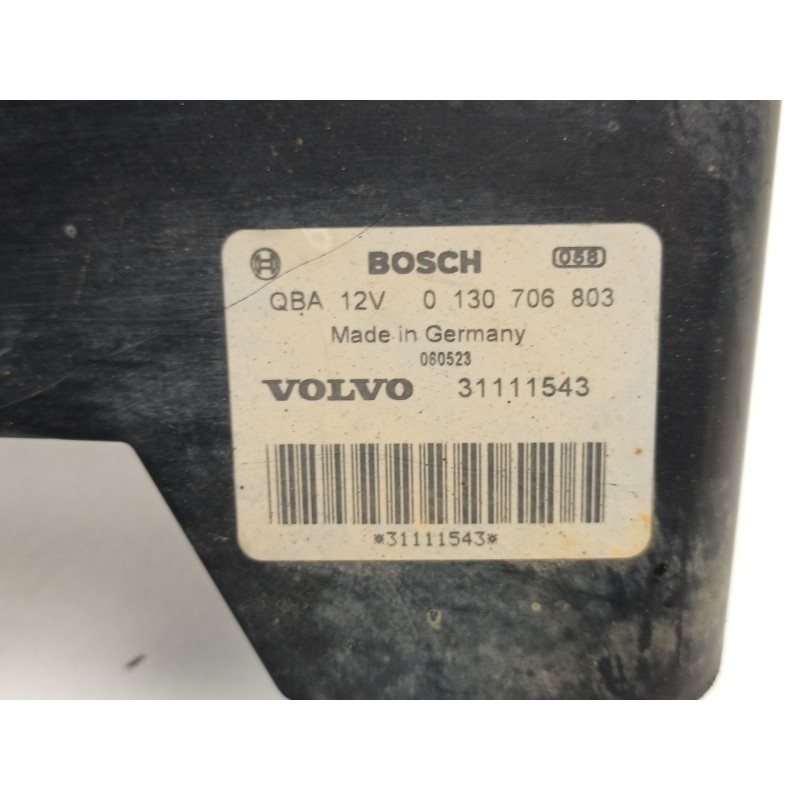 BOSCH 058
QBA 12V 0 130 706 803
Made in Germany
060523
VOLVO 31111543
*31111543*